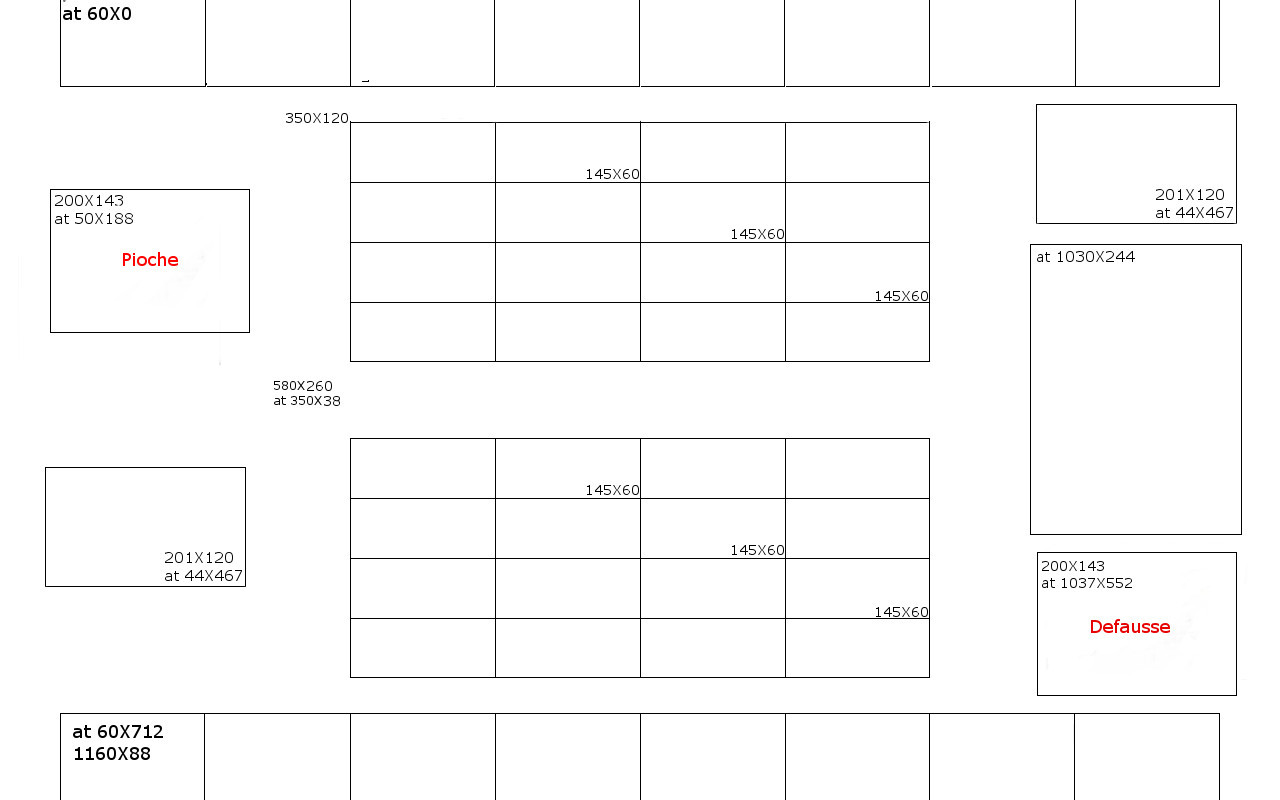 at 60X0
350X120
145X60
200X143
at 50X188
201X120
at 44X467
Pioche
145X60
at 1030X244
145X60
580X260
at 350X38
145X60
201X120
at 44X467
145X60
200X143
at 1037X552
145X60
Defausse
at 60X712
1160X88